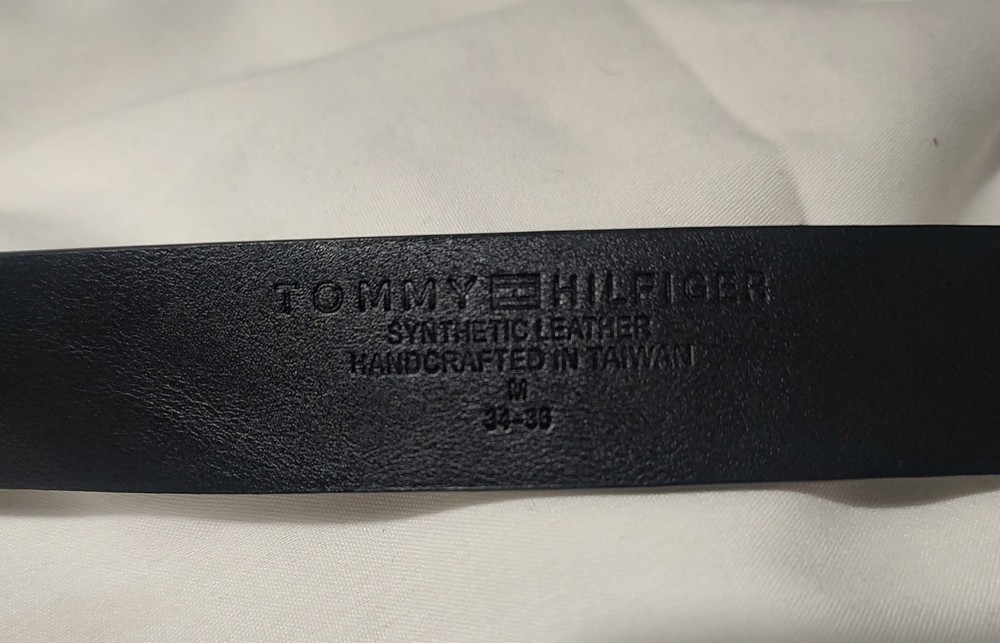 TOMMY HILFIGER
SYNTHETIC LEATHER
HANDCRAFTED IN TAIWAN
M
34-36